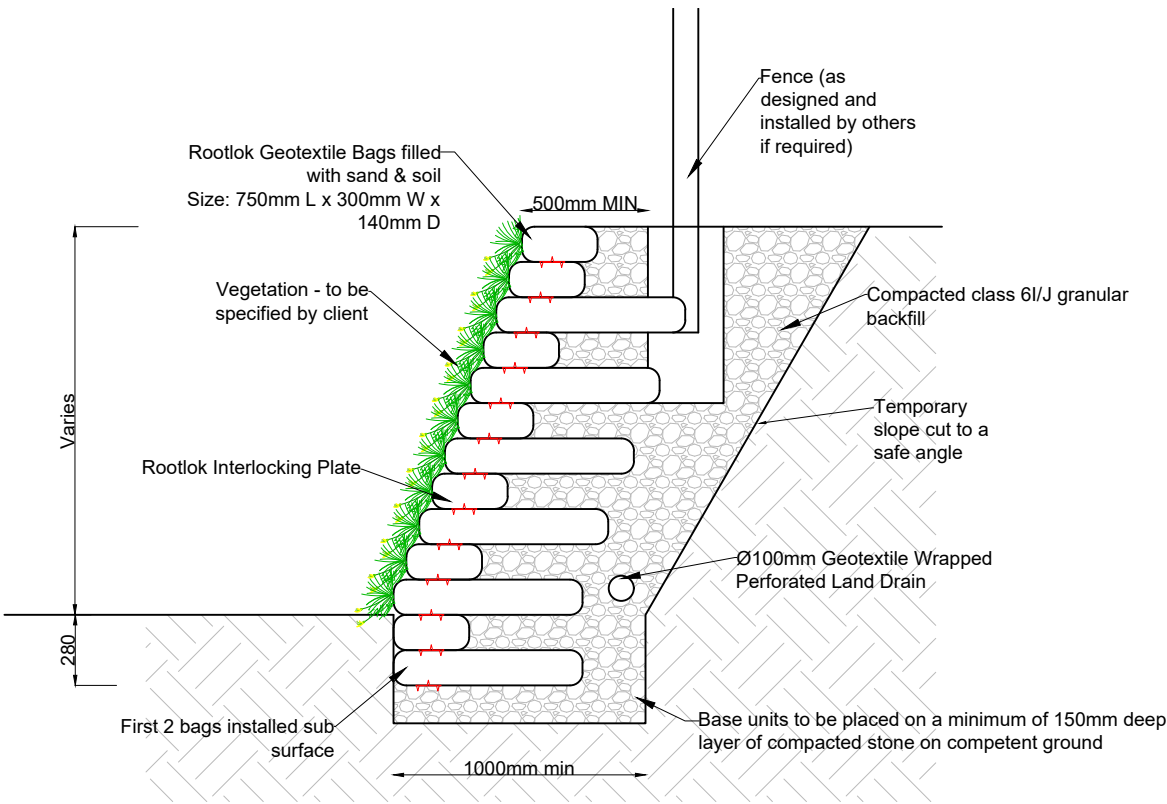 Fence (as
designed and
installed by others
if required)
Rootlok Geotextile Bags filled
with sand & soil
Size: 750mm L x 300mm W x
140mm D
500mm MIN
Vegetation - to be
specified by client
Compacted class 6I/J granular
backfill
Varies
Temporary
slope cut to a
safe angle
Rootlok Interlocking Plate
Ø100mm Geotextile Wrapped
Perforated Land Drain
280
First 2 bags installed sub
surface
Base units to be placed on a minimum of 150mm deep
layer of compacted stone on competent ground
1000mm min